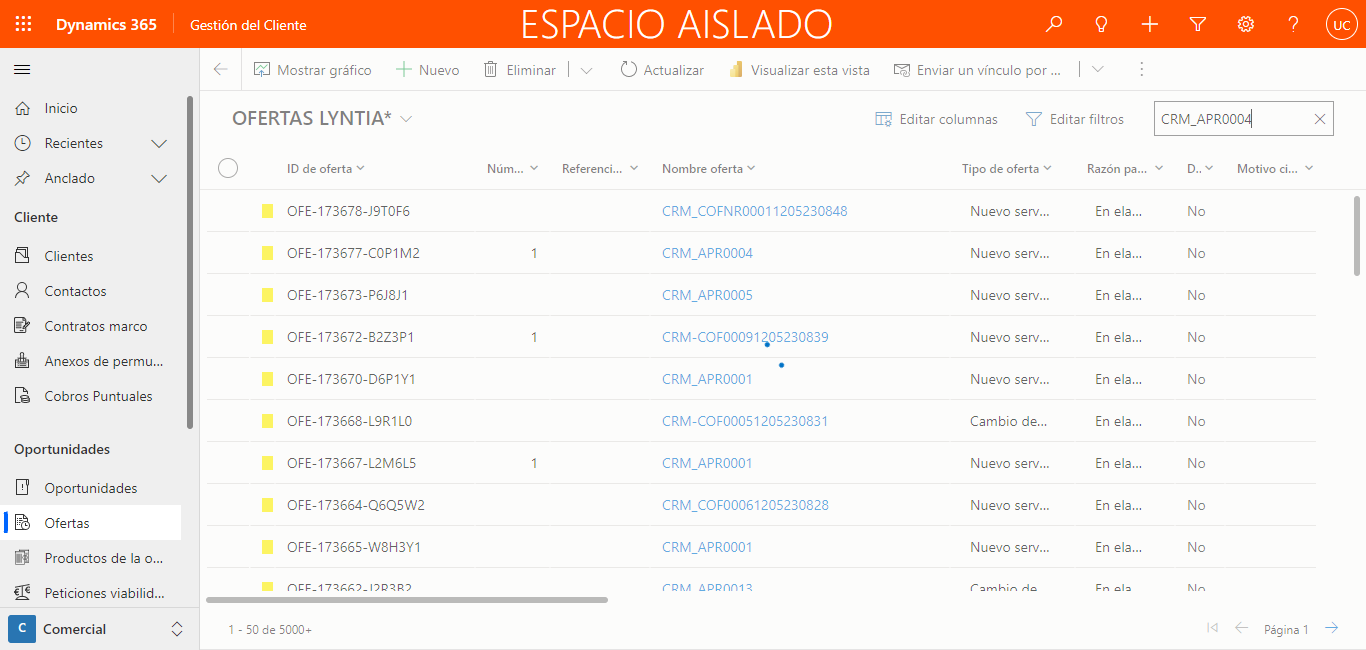 Dynamics 365
Gestión del Cliente
ESPACIO AISLADO
UC
Mostrar gráfico
Nuevo
Eliminar
Actualizar
Visualizar esta vista
Enviar un vínculo por ...
Inicio
Recientes
Anclado
Cliente
Clientes
Contactos
Contratos marco
Anexos de permu...
Cobros Puntuales
Oportunidades
Oportunidades
Ofertas
Productos de la o...
Peticiones viabilid...
C Comercial
OFERTAS LYNTIA*
Editar columnas
Editar filtros
CRM_APR0004
ID de oferta Núm... Referenci... Nombre oferta Tipo de oferta Razón pa... D.. Motivo ci...
OFE-173678-J9T0F6 CRM_COFNR00011205230848 Nuevo serv... En ela... No
OFE-173677-C0P1M2 1 CRM_APR0004 Nuevo serv... En ela... No
OFE-173673-P6J8J1 CRM_APR0005 Nuevo serv... En ela... No
OFE-173672-B2Z3P1 1 CRM-COF00091205230839 Nuevo serv... En ela... No
OFE-173670-D6P1Y1 CRM_APR0001 Nuevo serv... En ela... No
OFE-173668-L9R1L0 CRM-COF00051205230831 Cambio de... En ela... No
OFE-173667-L2M6L5 1 CRM_APR0001 Nuevo serv... En ela... No
OFE-173664-Q6Q5W2 CRM_COF00061205230828 Nuevo serv... En ela... No
OFE-173665-W8H3Y1 CRM_APR0001 Nuevo serv... En ela... No
OFE-173662-J2R3B2 CRM_APR0013 Cambio de... En ela... No
1 - 50 de 5000+
Página 1